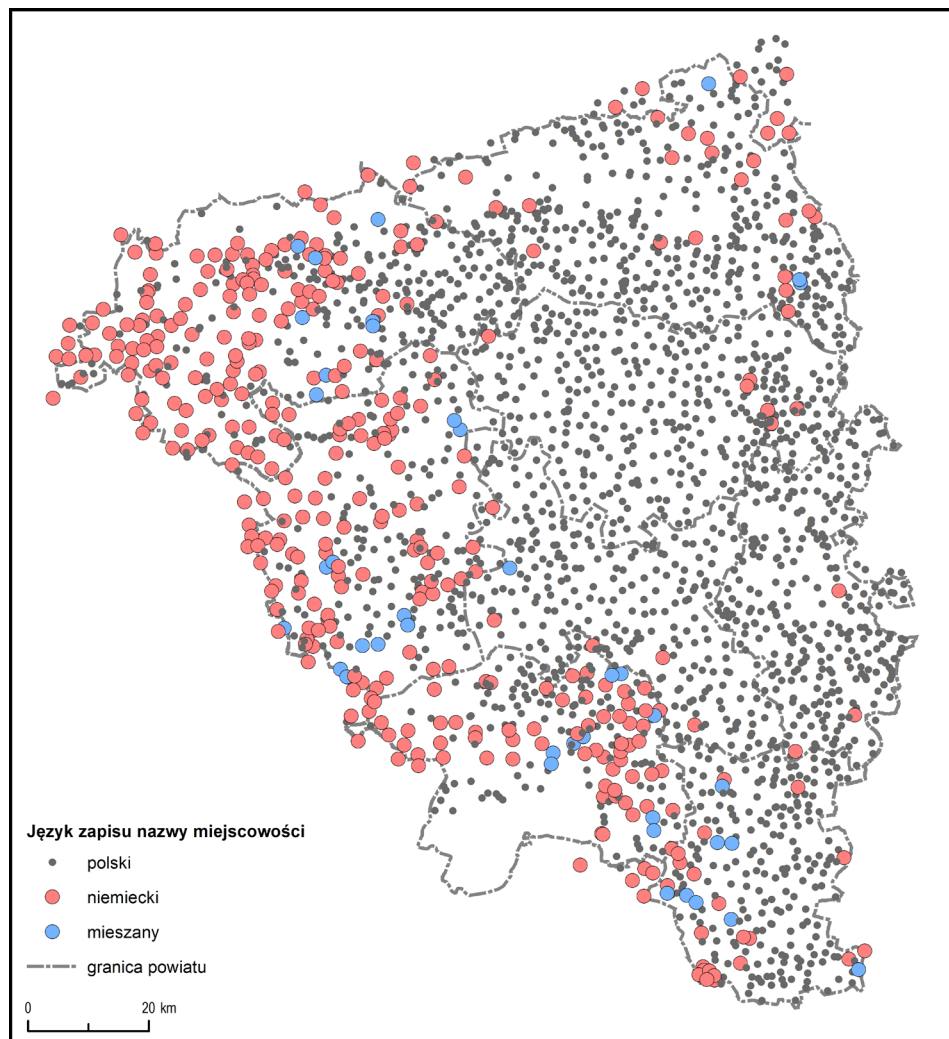 Język zapisu nazwy miejscowości
polski
niemiecki
mieszany
granica powiatu
0 20 km